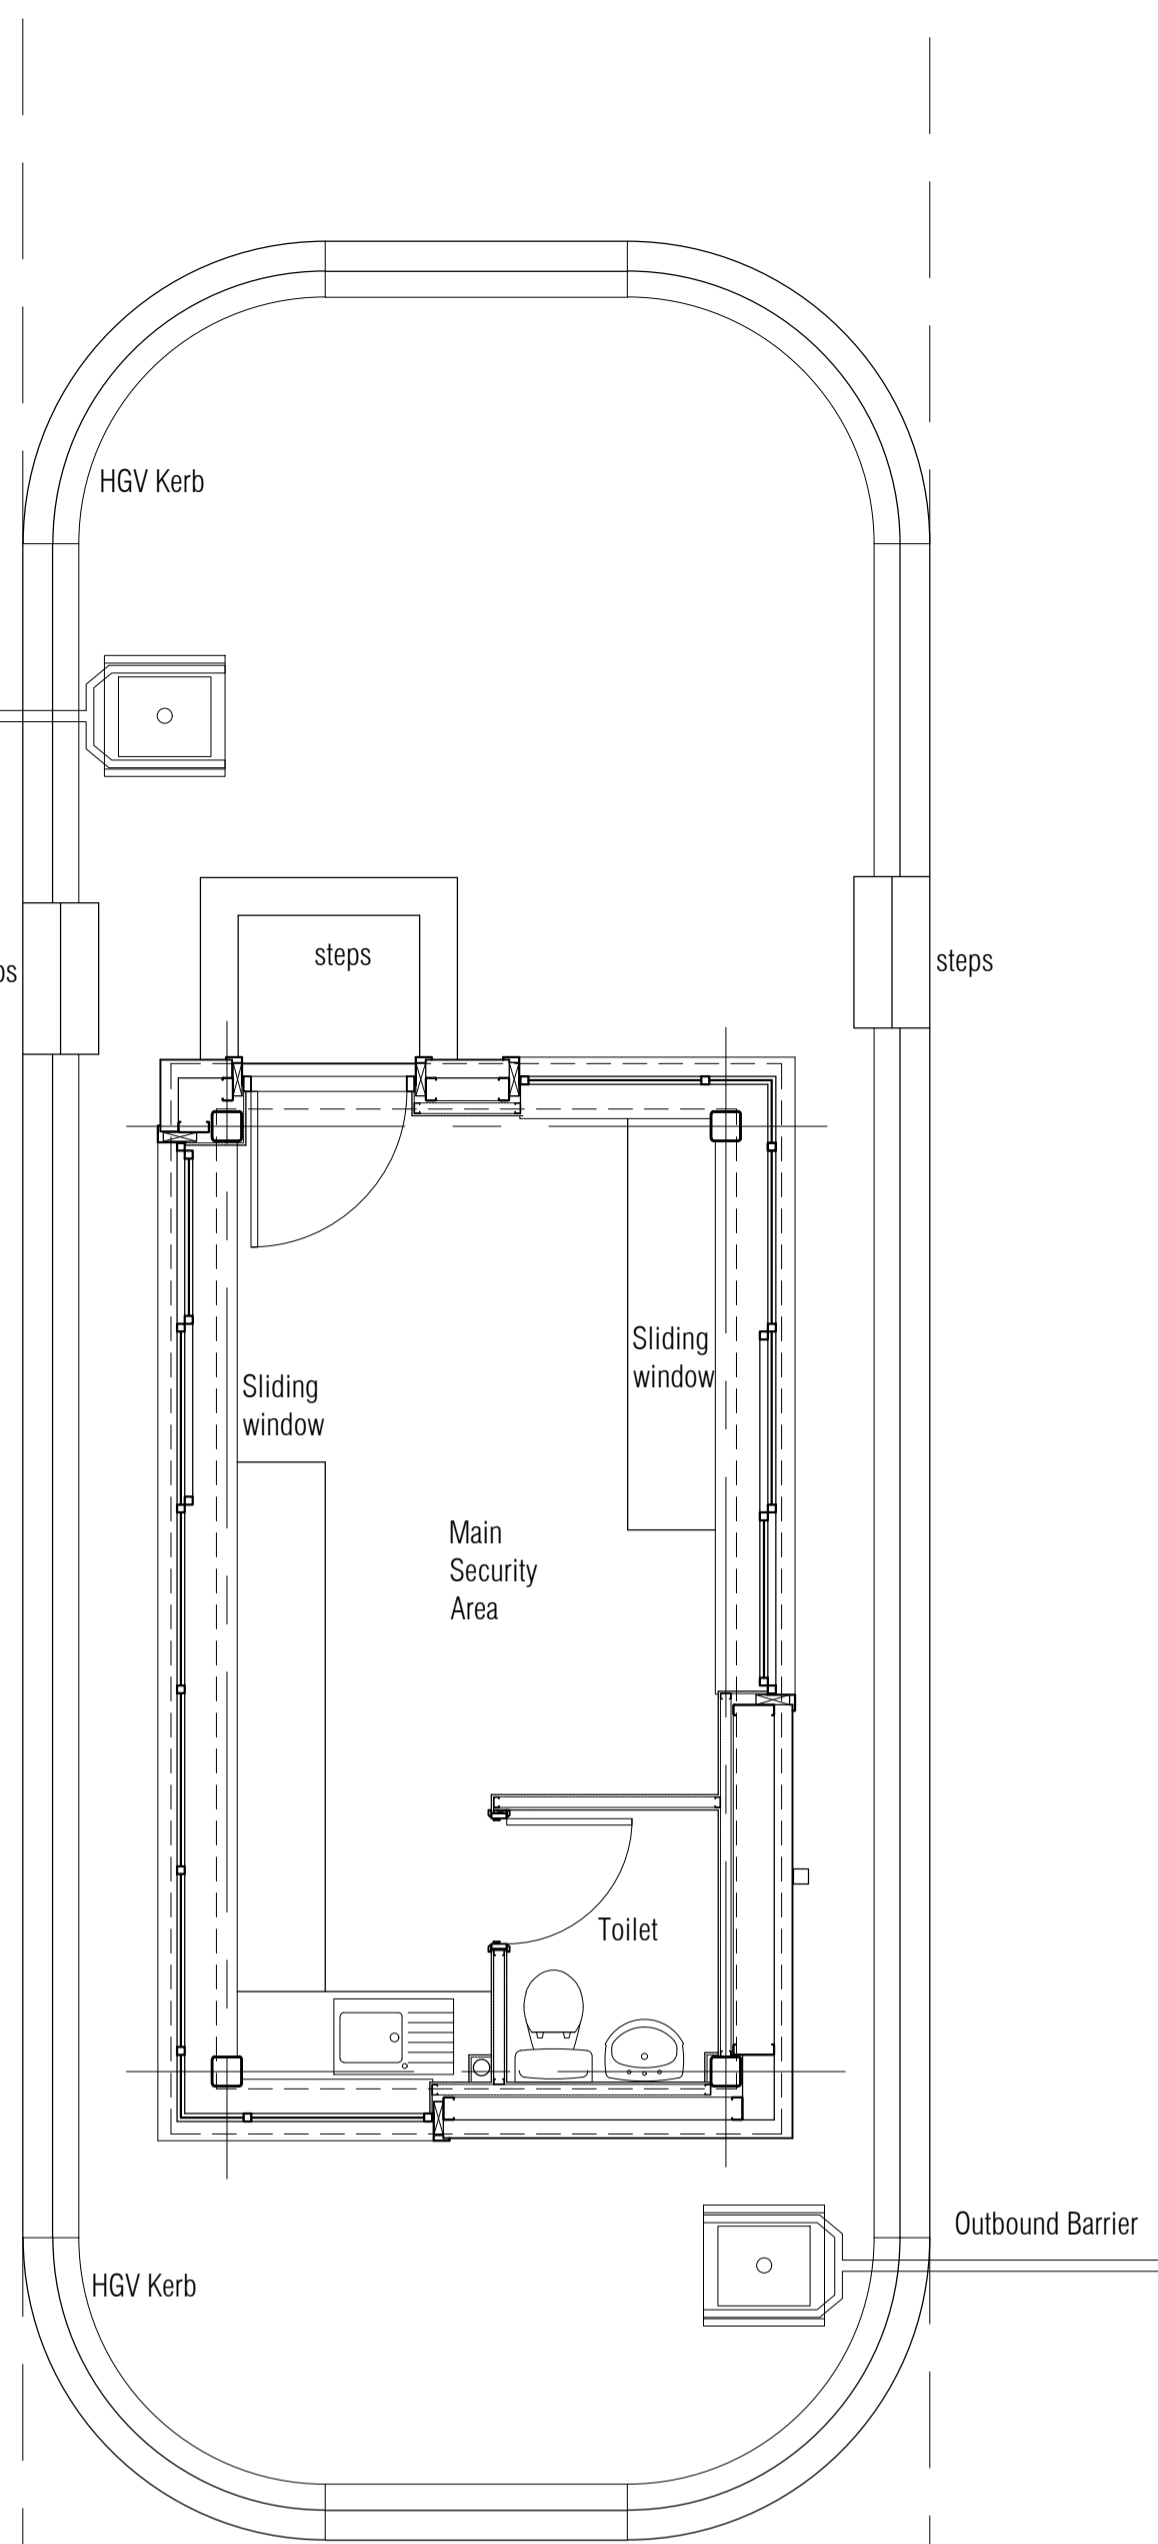 HGV Kerb
steps
steps
Sliding
window
Sliding
window
Main
Security
Area
Toilet
Outbound Barrier
HGV Kerb